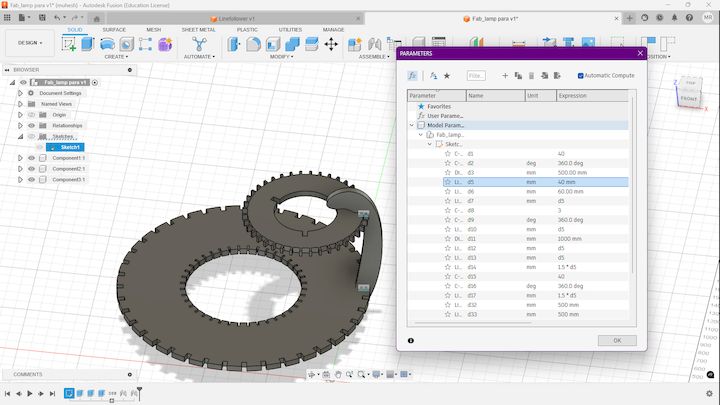 Fab_lamp para v1* (muhesh) - Autodesk Fusion (Education License)
Linefollower v1
Fab_lamp para v1*
MR
DESIGN
SOLID
SURFACE
MESH
SHEET METAL
PLASTIC
UTILITIES
MANAGE
CREATE
AUTOMATE
MODIFY
ASSEMBLE
POSITION
BROWSER
Fab_lamp para v1
Document Settings
Named Views
Origin
Relationships
Sketches
Sketch1
Component1:1
Component2:1
Component3:1
TOP
FRONT
Z
X
PARAMETERS
Filte...
Automatic Compute
Parameter Name Unit Expression
Favorites
User Parame...
Model Param...
Fab_lamp...
Sketc...
C-... d1 40
C-... d2 deg 360.0 deg
Di... d3 mm 500.00 mm
Li... d5 mm 40 mm
Li... d6 mm 60.00 mm
Li... d7 mm d5
C-... d8 3
C-... d9 deg 360.0 deg
Li... d10 mm d5
Di... d11 mm 1000 mm
Li... d12 mm d5
Li... d13 mm d5
Li... d14 mm 1.5 * d5
C-... d15 40
C-... d16 deg 360.0 deg
Li... d17 mm 1.5 * d5
Li... d32 mm 500 mm
Li... d33 mm 500 mm
OK
COMMENTS